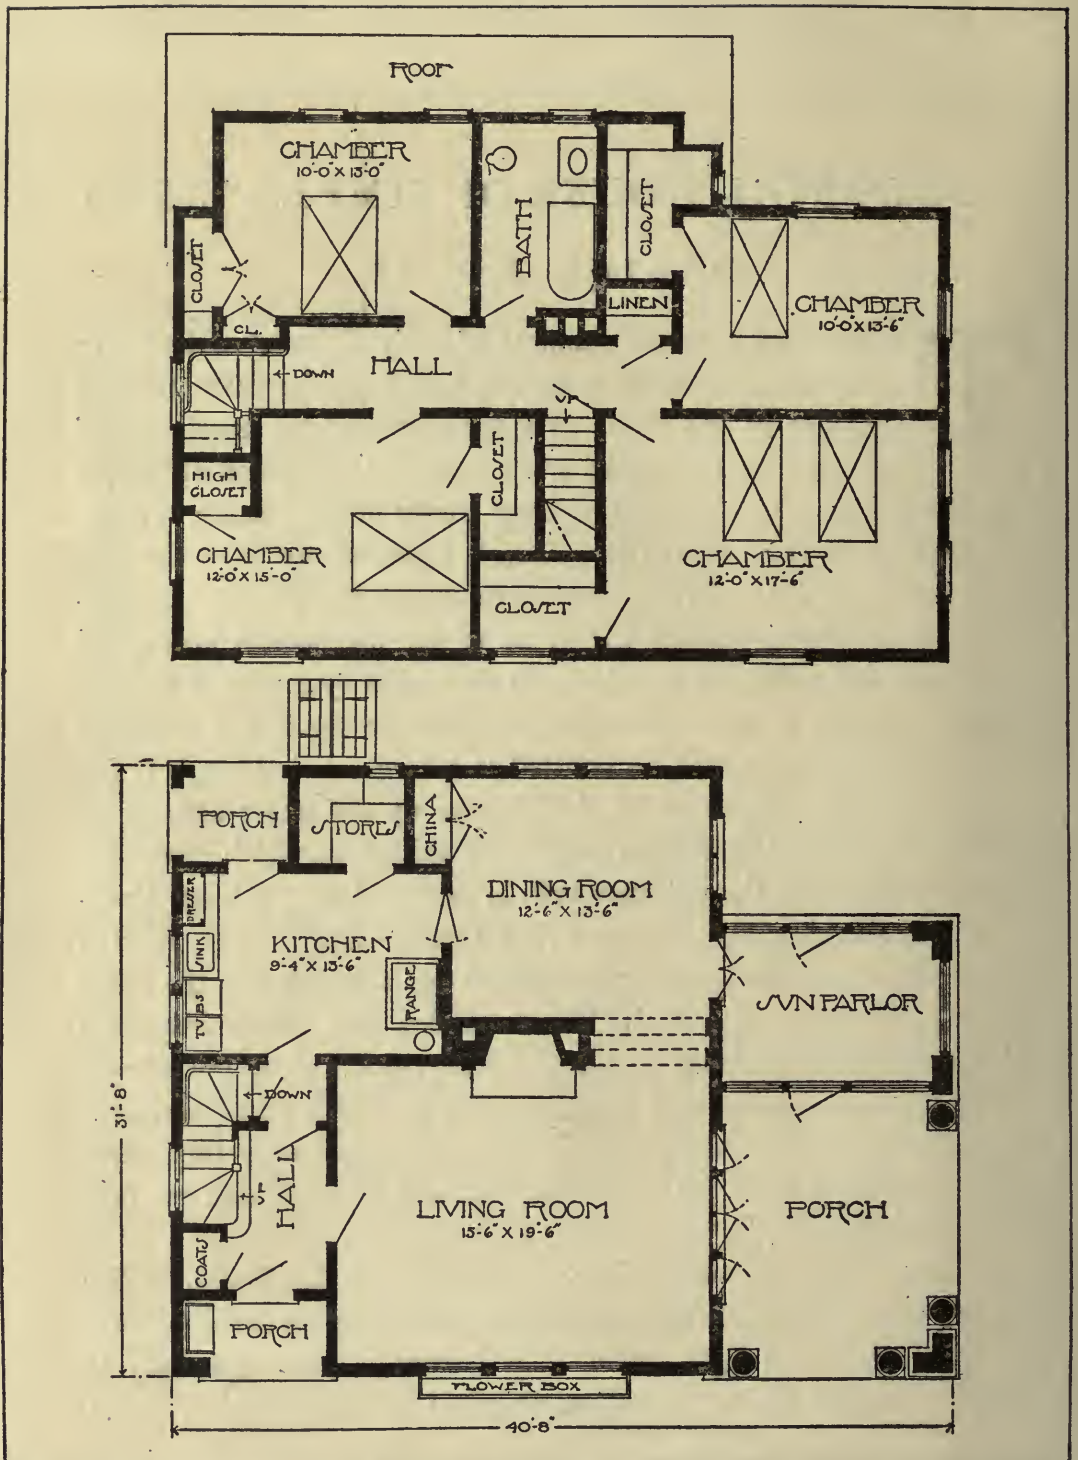 ROOF
CHAMBER
10'-0" X 13'-0"
BATH
CLOSET
CLOSET
CL.
LINEN
CHAMBER
10'-0" X 13'-6"
HALL
DOWN
UP
HIGH
CLOSET
CLOSET
CHAMBER
12'-0" X 15'-0"
CHAMBER
12'-0" X 17'-6"
CLOSET
PORCH
STORES
CHINA
DINING ROOM
12'-6" X 13'-6"
DRESSER
SINK
TUBS
KITCHEN
9'-4" X 13'-6"
RANGE
SUN PARLOR
DOWN
UP
HALL
COATS
LIVING ROOM
15'-6" X 19'-6"
PORCH
PORCH
FLOWER BOX
31'-8"
40'-8"